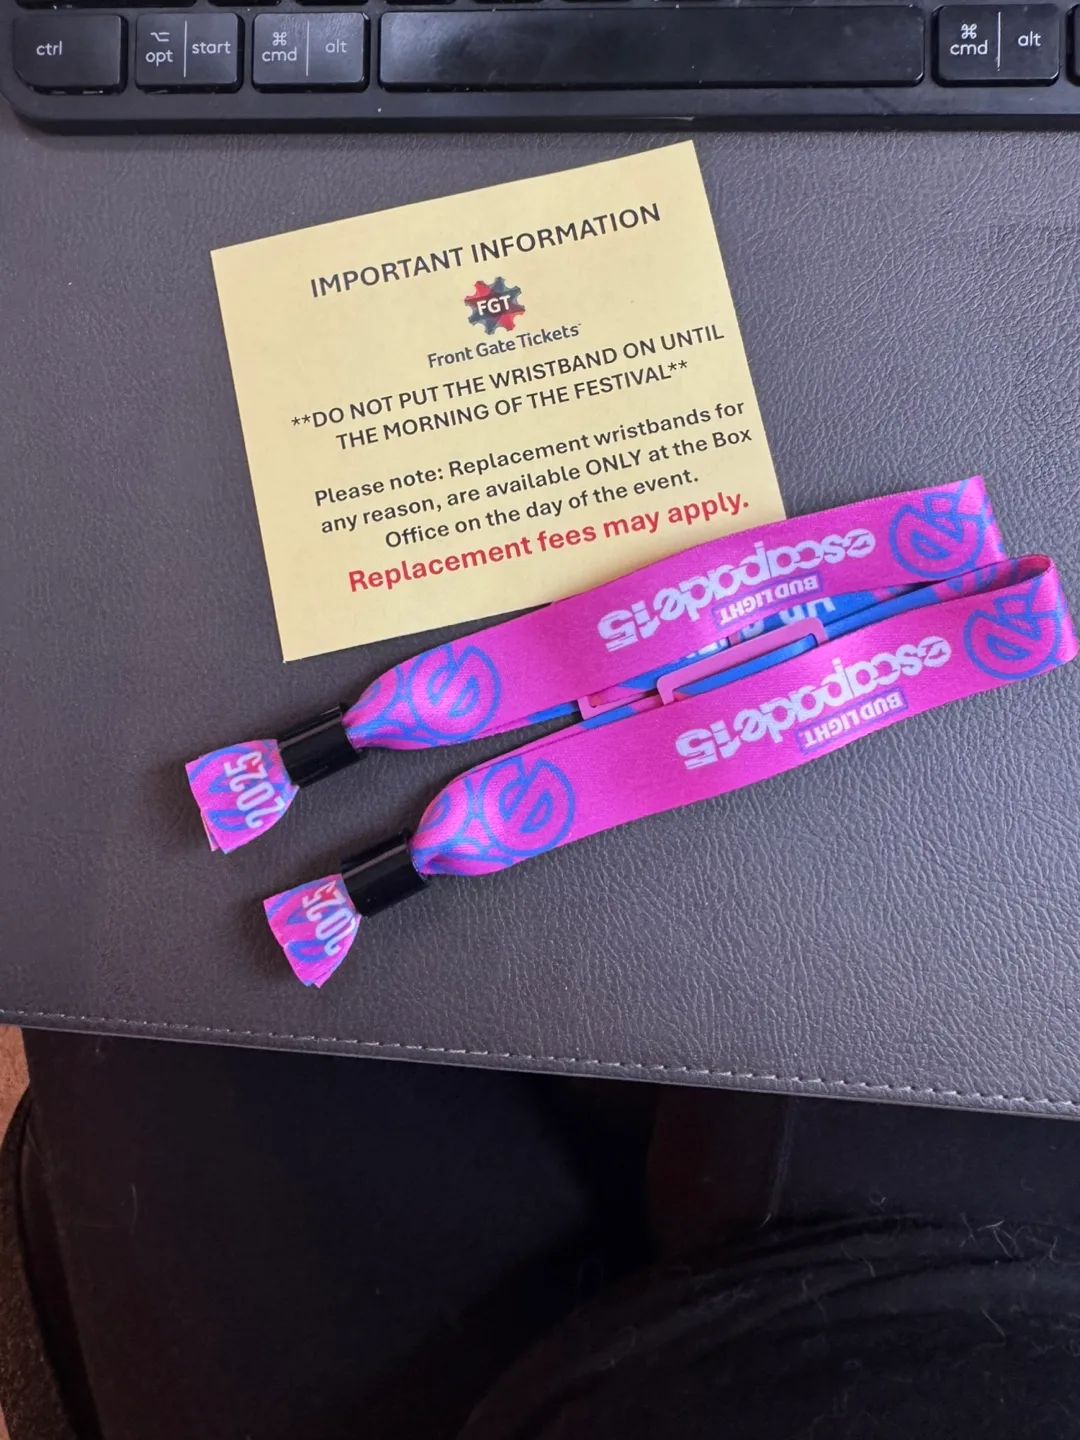 ctrl
opt start
cmd alt
cmd alt
IMPORTANT INFORMATION
FGT
Front Gate Tickets
**DO NOT PUT THE WRISTBAND ON UNTIL
THE MORNING OF THE FESTIVAL**
Please note: Replacement wristbands for
any reason, are available ONLY at the Box
Office on the day of the event.
Replacement fees may apply.
escapade15
BUD LIGHT
escapade15
BUD LIGHT
2025
2025